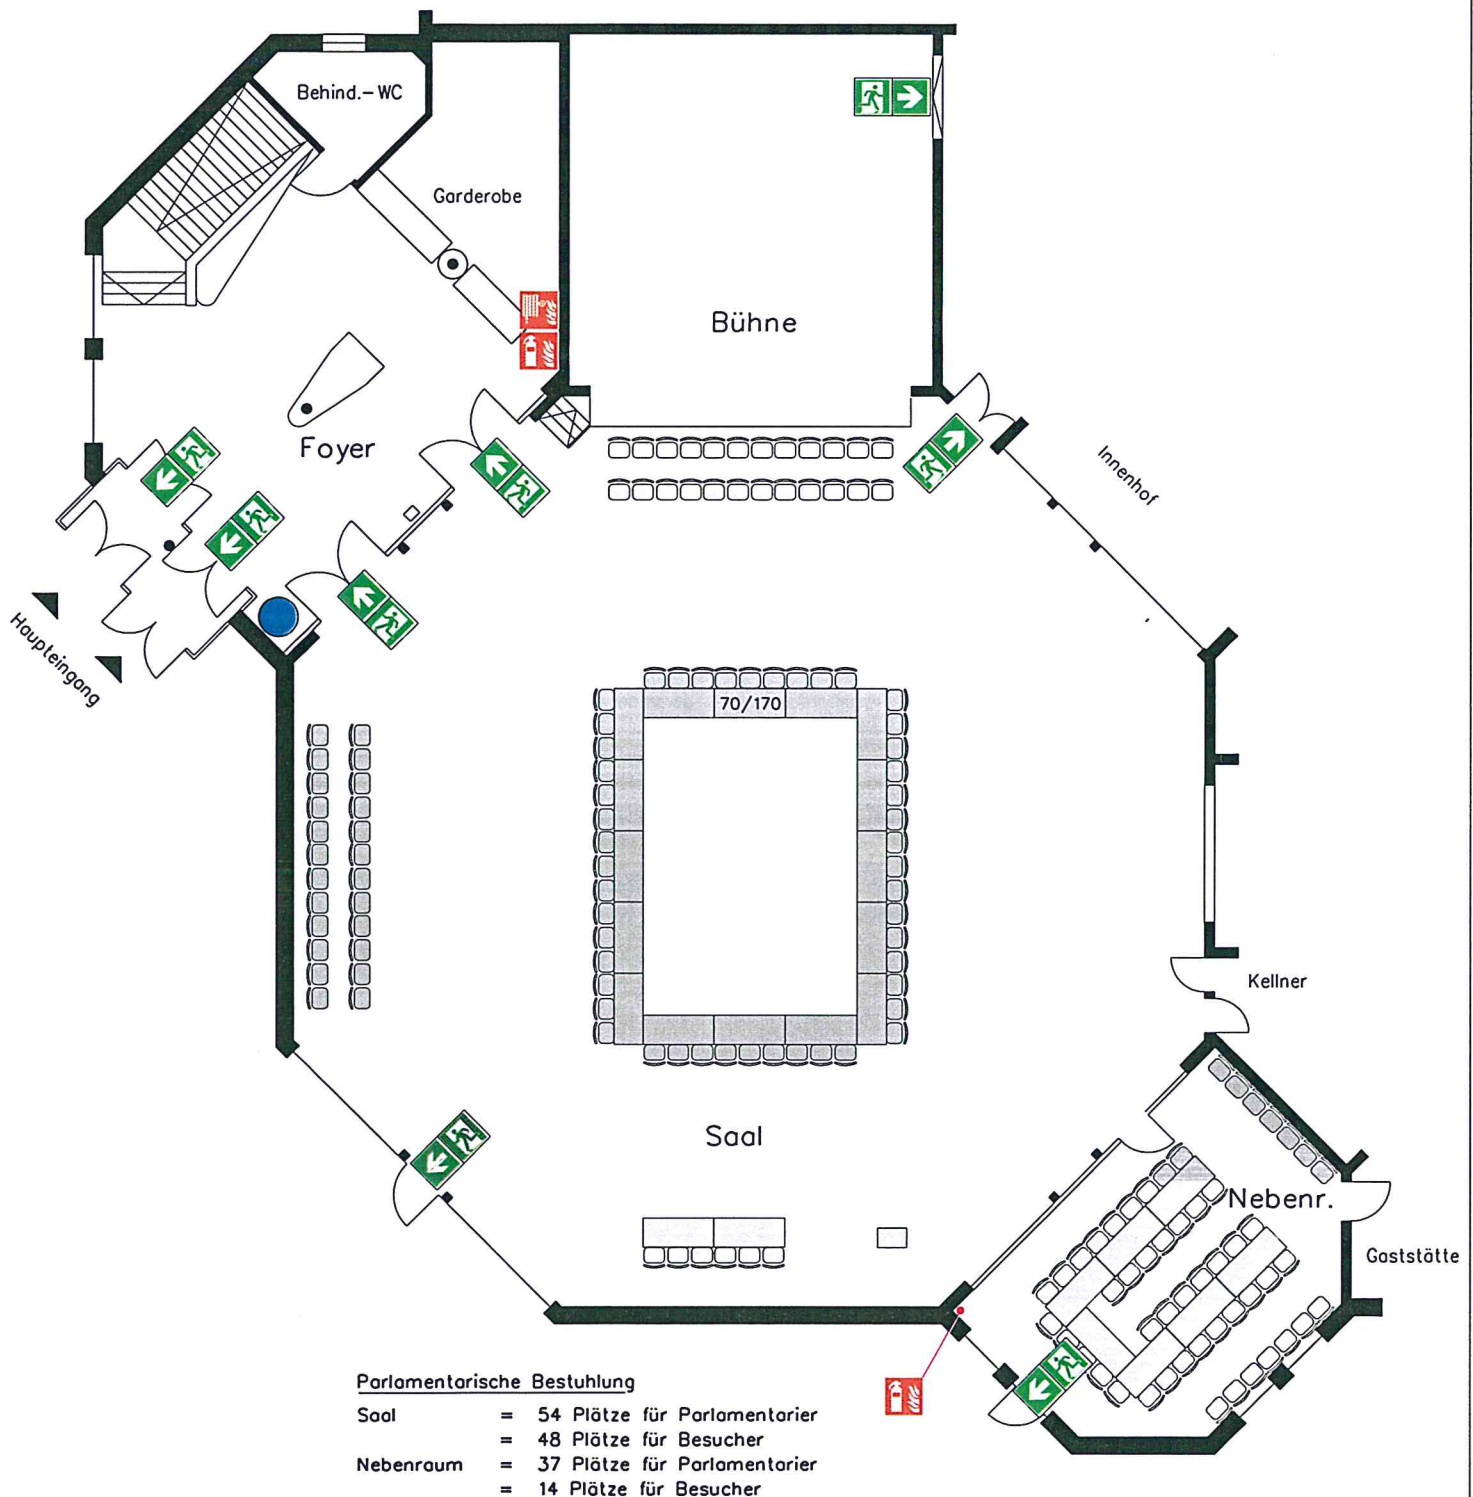 Behind.-WC
Garderobe
Bühne
Foyer
Innenhof
Haupteingang
70/170
Kellner
Saal
Nebenr.
Gaststätte
Parlamentarische Bestuhlung
Saal = 54 Plätze für Parlamentarier
= 48 Plätze für Besucher
Nebenraum = 37 Plätze für Parlamentarier
= 14 Plätze für Besucher